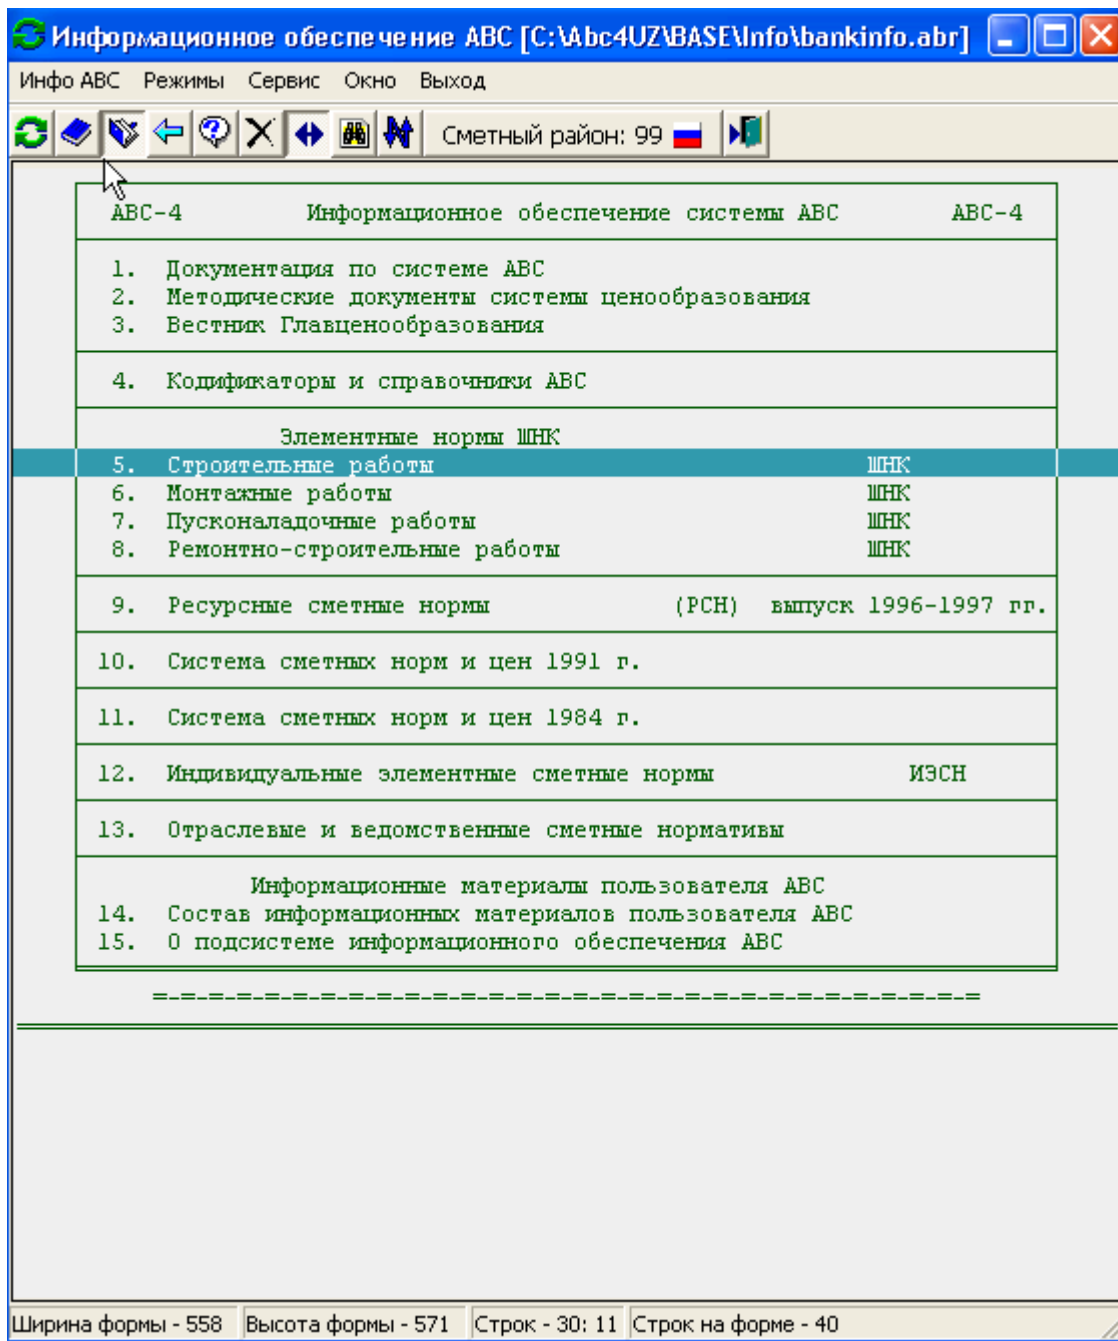 Информационное обеспечение АВС [C:\Abc4UZ\BASE\Info\bankinfo.abr]
Инфо АВС Режимы Сервис Окно Выход
Сметный район: 99
АВС-4 Информационное обеспечение системы АВС АВС-4
1. Документация по системе АВС
2. Методические документы системы ценообразования
3. Вестник Главценообразования
4. Кодификаторы и справочники АВС
Элементные нормы ШНК
5. Строительные работы ШНК
6. Монтажные работы ШНК
7. Пусконаладочные работы ШНК
8. Ремонтно-строительные работы ШНК
9. Ресурсные сметные нормы (РСН) выпуск 1996-1997 гг.
10. Система сметных норм и цен 1991 г.
11. Система сметных норм и цен 1984 г.
12. Индивидуальные элементные сметные нормы ИЭСН
13. Отраслевые и ведомственные сметные нормативы
Информационные материалы пользователя АВС
14. Состав информационных материалов пользователя АВС
15. О подсистеме информационного обеспечения АВС
=-=-=-=-=-=-=-=-=-=-=-=-=-=-=-=-=-=-=-=-=-=-=-=-=-=-=-=-=-=
Ширина формы - 558 Высота формы - 571 Строк - 30: 11 Строк на форме - 40